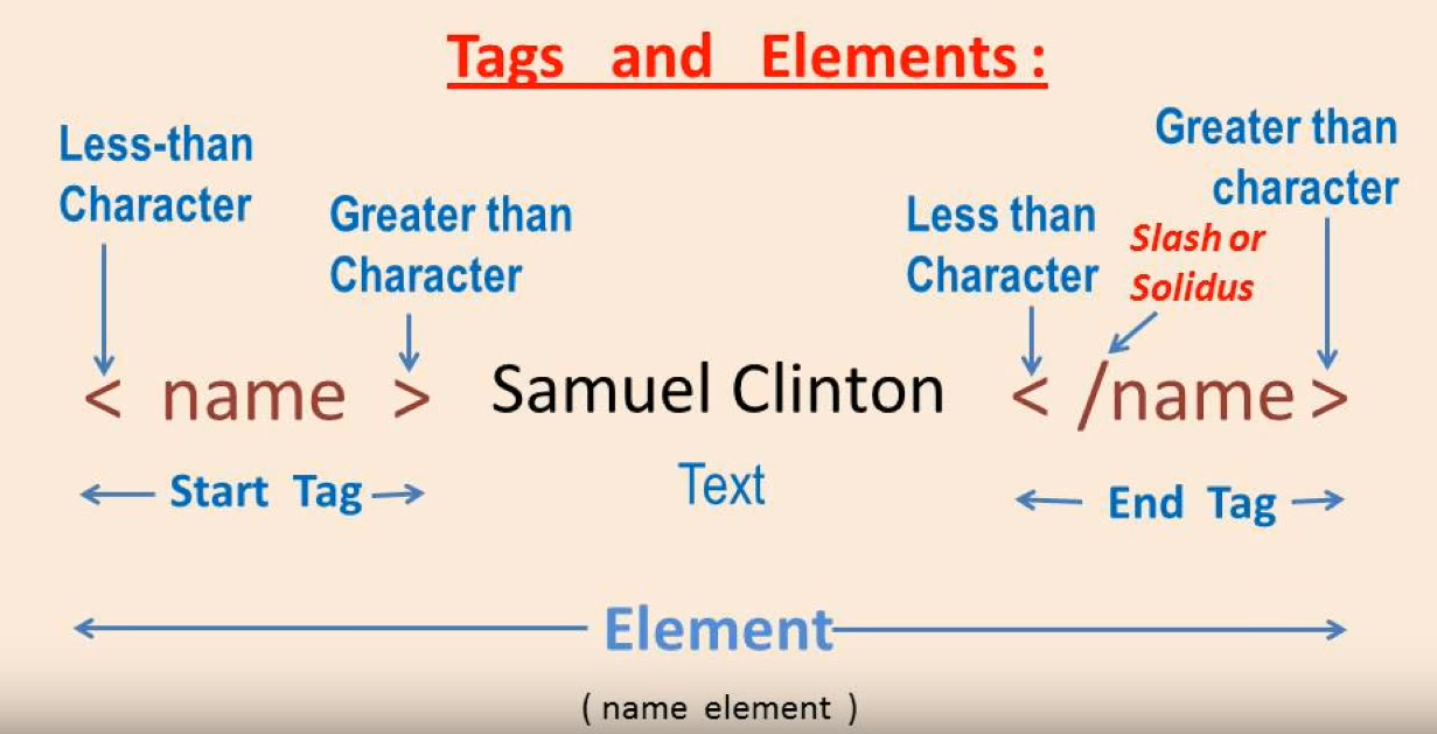 Tags and Elements :
Less-than
Character
Greater than
Character
Less than
Character
Slash or
Solidus
Greater than
character
< name > Samuel Clinton < /name >
Start Tag
Text
End Tag
Element
( name element )